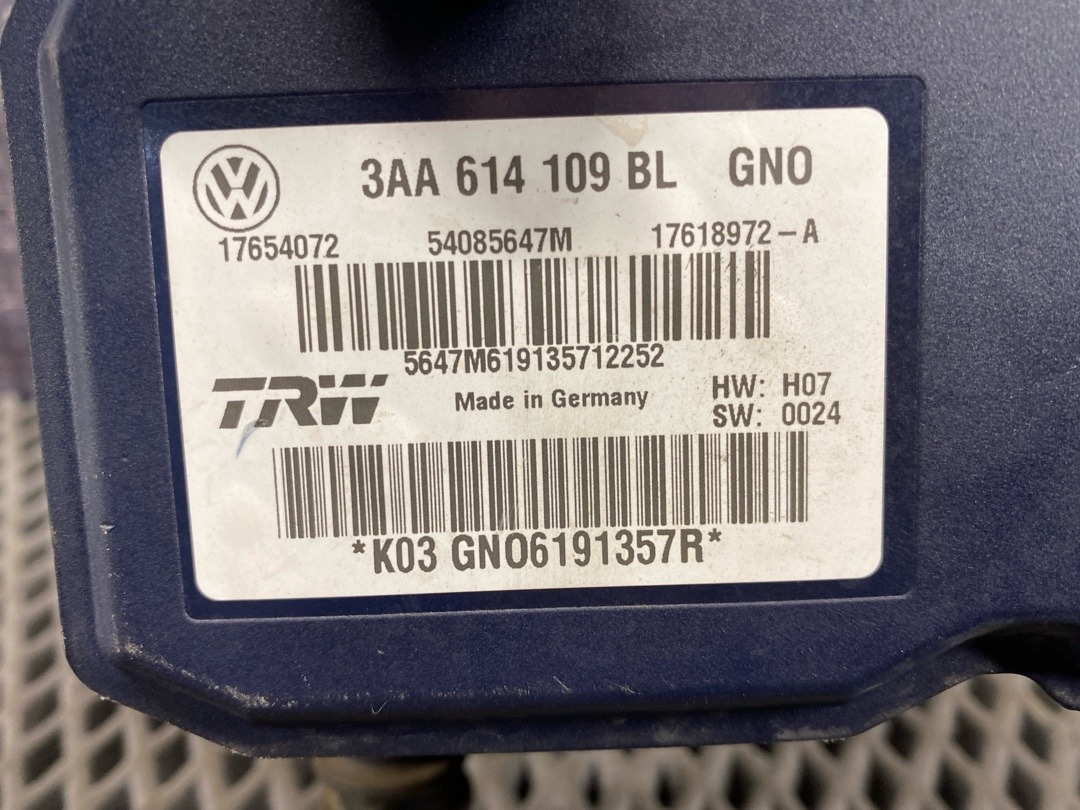 VW 3AA 614 109 BL GNO
17654072 54085647M 17618972-A
5647M619135712252
TRW Made in Germany HW: H07
SW: 0024
*K03 GNO6191357R*